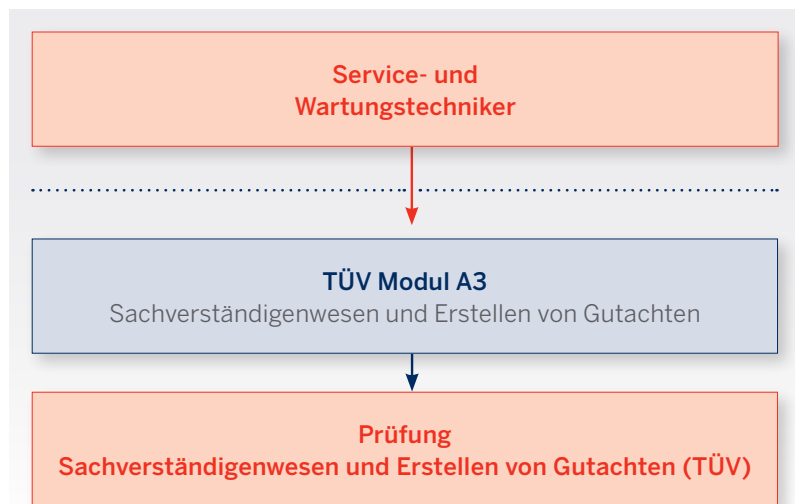 Service- und
Wartungstechniker
TÜV Modul A3
Sachverständigenwesen und Erstellen von Gutachten
Prüfung
Sachverständigenwesen und Erstellen von Gutachten (TÜV)